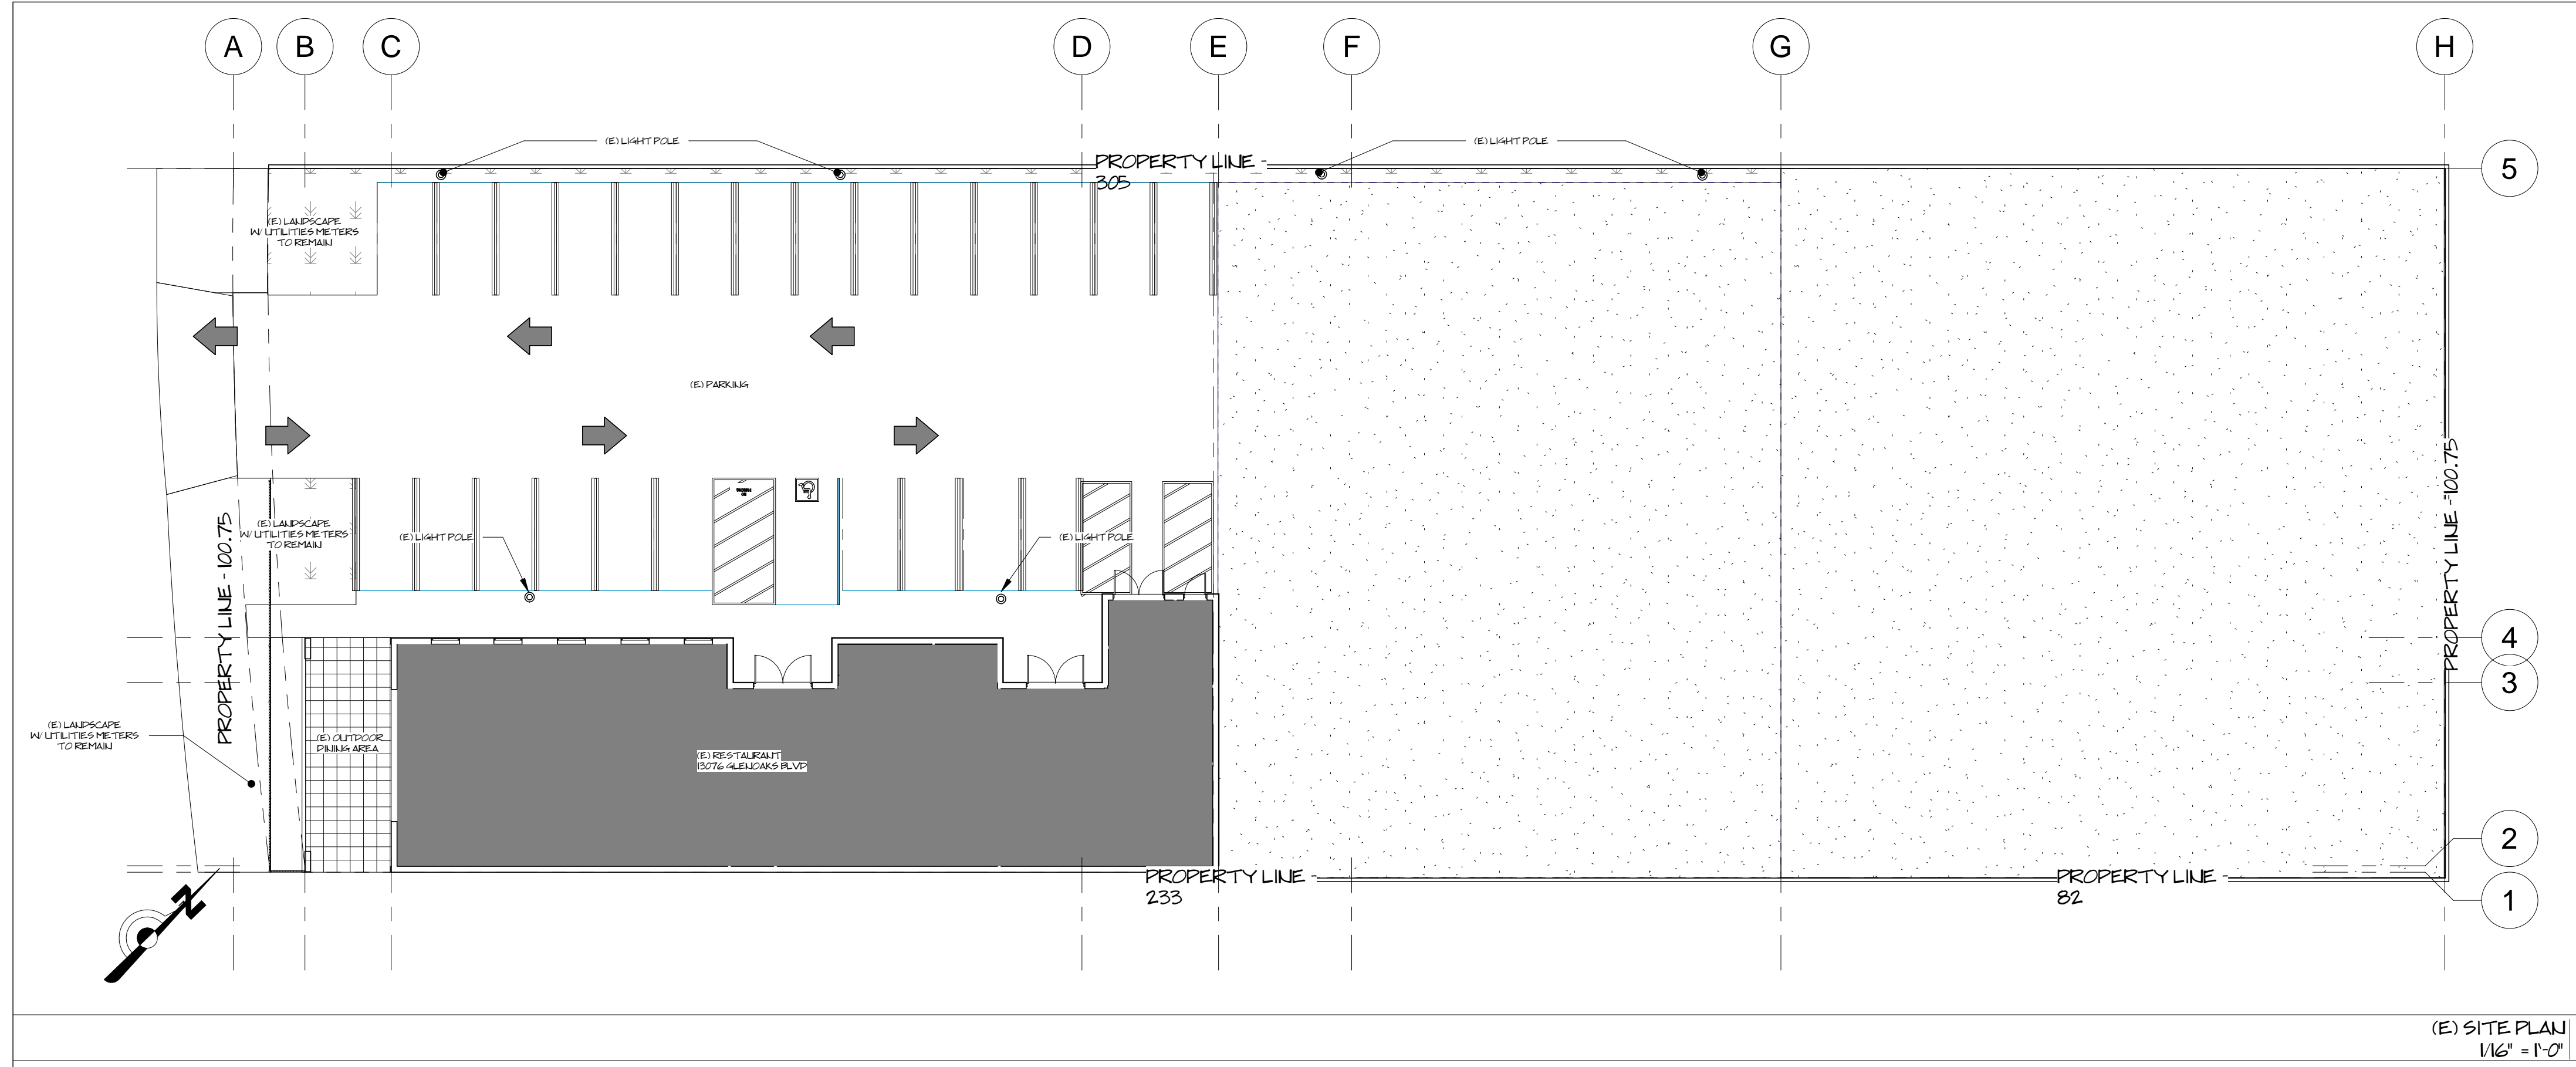 A
B
C
D
E
F
G
H
(E) LIGHT POLE
(E) LIGHT POLE
PROPERTY LINE -
305
5
(E) LANDSCAPE
W/ UTILITIES METERS
TO REMAIN
(E) PARKING
NO
PARKING
(E) LANDSCAPE
W/ UTILITIES METERS
TO REMAIN
(E) LIGHT POLE
(E) LIGHT POLE
PROPERTY LINE - 100.75
PROPERTY LINE - 100.75
4
3
(E) LANDSCAPE
W/ UTILITIES METERS
TO REMAIN
(E) OUTDOOR
DINING AREA
(E) RESTAURANT
13076 GLENOAKS BLVD
2
1
PROPERTY LINE -
233
PROPERTY LINE -
82
N
(E) SITE PLAN
1/16" = 1'-0"